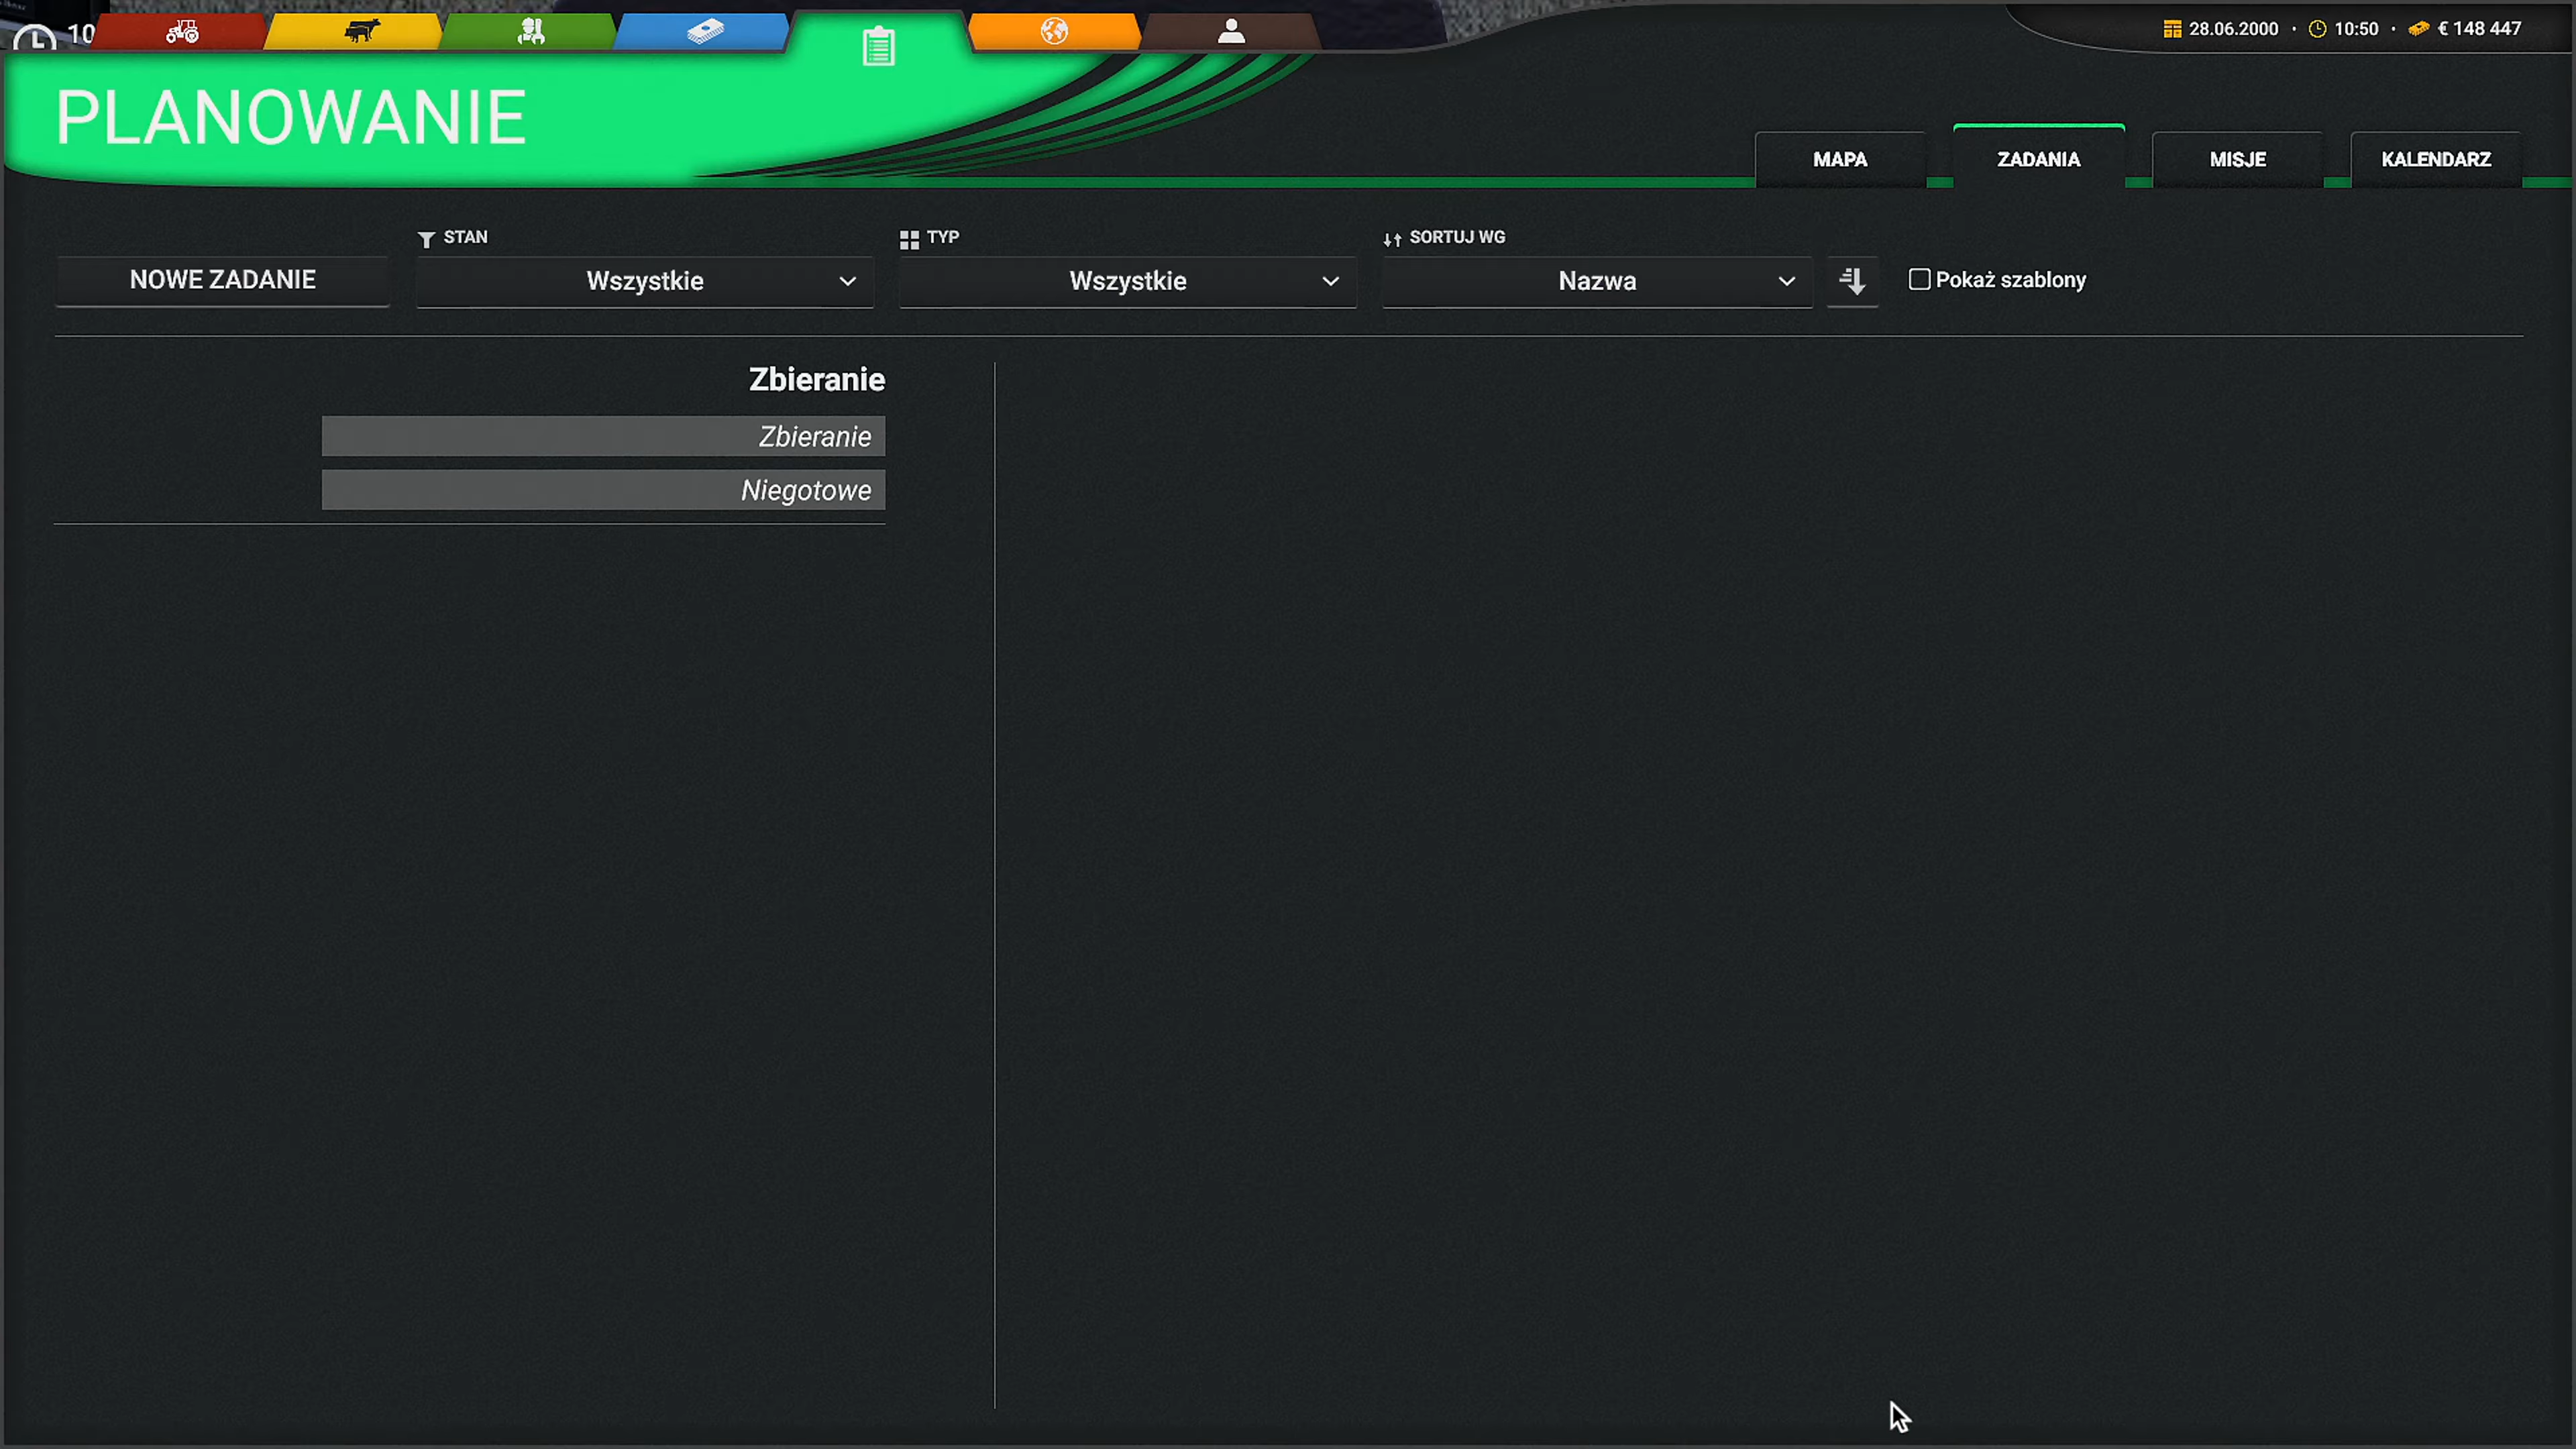 10
28.06.2000 · 10:50 · € 148 447
PLANOWANIE
MAPA
ZADANIA
MISJE
KALENDARZ
STAN
TYP
SORTUJ WG
NOWE ZADANIE
Wszystkie
Wszystkie
Nazwa
Pokaż szablony
Zbieranie
Zbieranie
Niegotowe